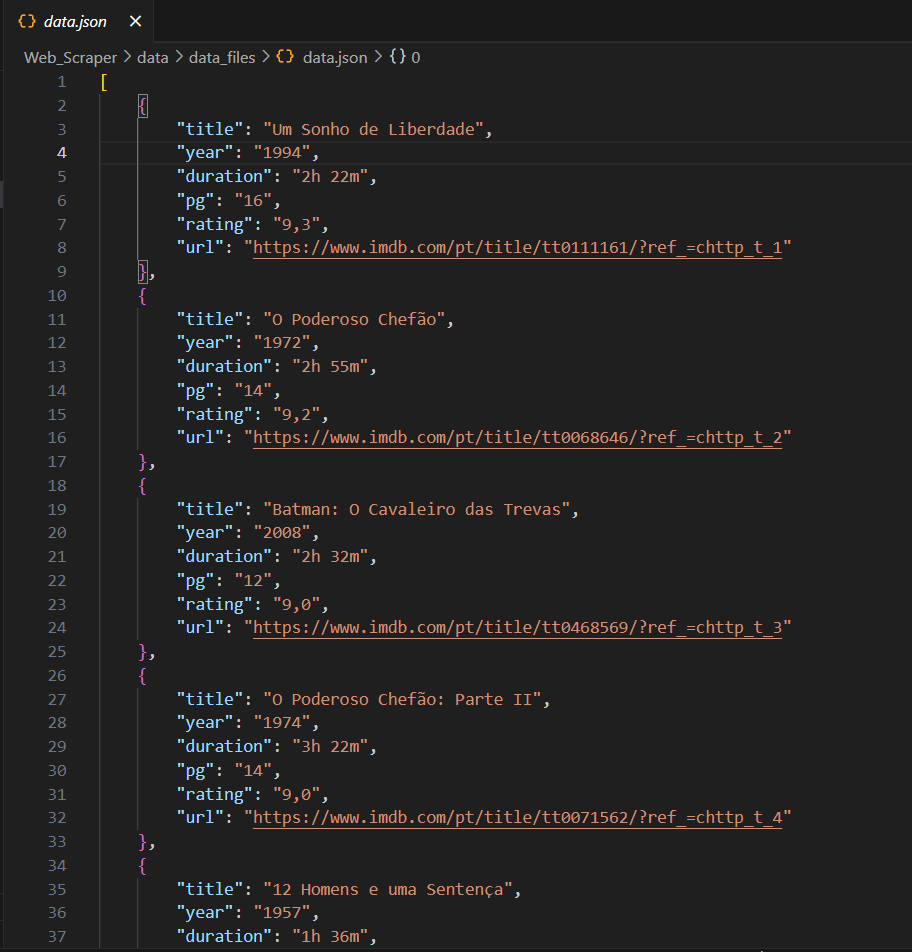 {} data.json ×
Web_Scraper > data > data_files > {} data.json > {} 0
1 [
2 {
3 "title": "Um Sonho de Liberdade",
4 "year": "1994",
5 "duration": "2h 22m",
6 "pg": "16",
7 "rating": "9,3",
8 "url": "https://www.imdb.com/pt/title/tt0111161/?ref_=chttp_t_1"
9 },
10 {
11 "title": "O Poderoso Chefão",
12 "year": "1972",
13 "duration": "2h 55m",
14 "pg": "14",
15 "rating": "9,2",
16 "url": "https://www.imdb.com/pt/title/tt0068646/?ref_=chttp_t_2"
17 },
18 {
19 "title": "Batman: O Cavaleiro das Trevas",
20 "year": "2008",
21 "duration": "2h 32m",
22 "pg": "12",
23 "rating": "9,0",
24 "url": "https://www.imdb.com/pt/title/tt0468569/?ref_=chttp_t_3"
25 },
26 {
27 "title": "O Poderoso Chefão: Parte II",
28 "year": "1974",
29 "duration": "3h 22m",
30 "pg": "14",
31 "rating": "9,0",
32 "url": "https://www.imdb.com/pt/title/tt0071562/?ref_=chttp_t_4"
33 },
34 {
35 "title": "12 Homens e uma Sentença",
36 "year": "1957",
37 "duration": "1h 36m",